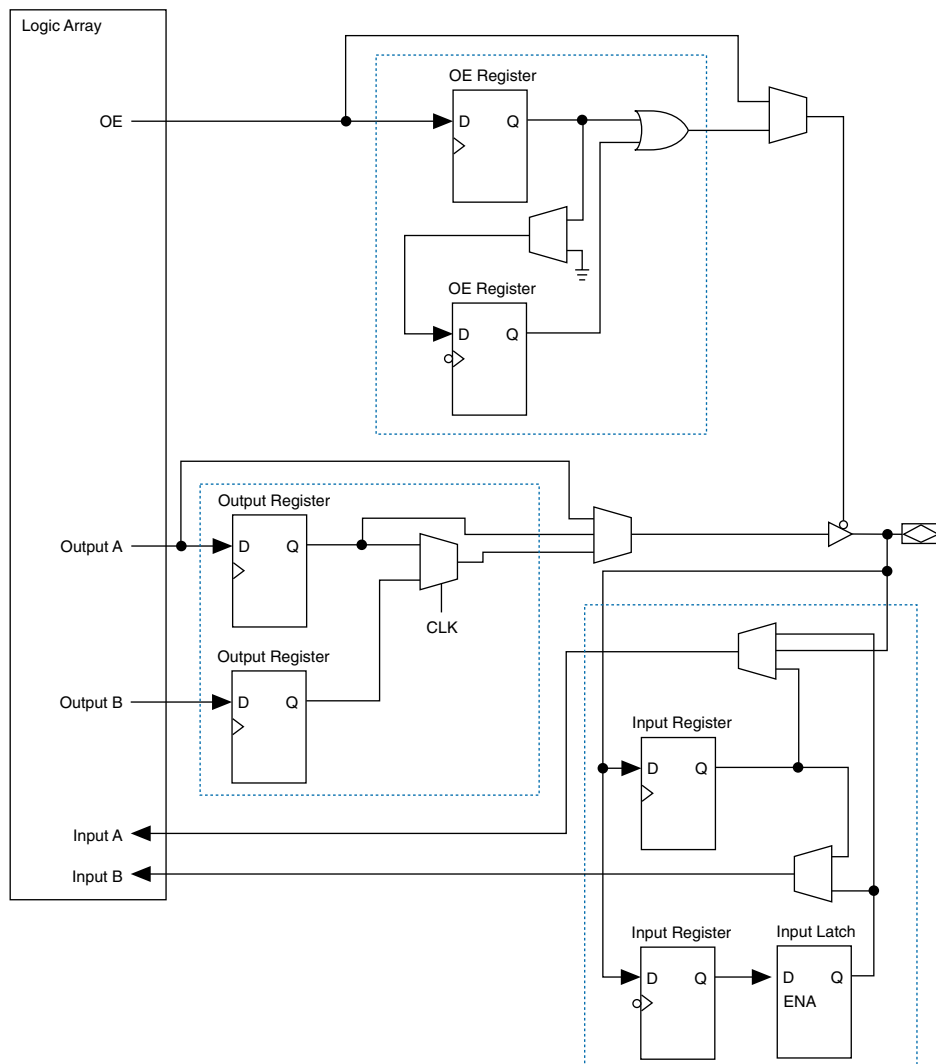 Logic Array
OE Register
OE
D Q
OE Register
D Q
Output Register
Output A
D Q
CLK
Output Register
Output B
D Q
Input Register
D Q
Input A
Input B
Input Register
Input Latch
D Q
D Q
ENA